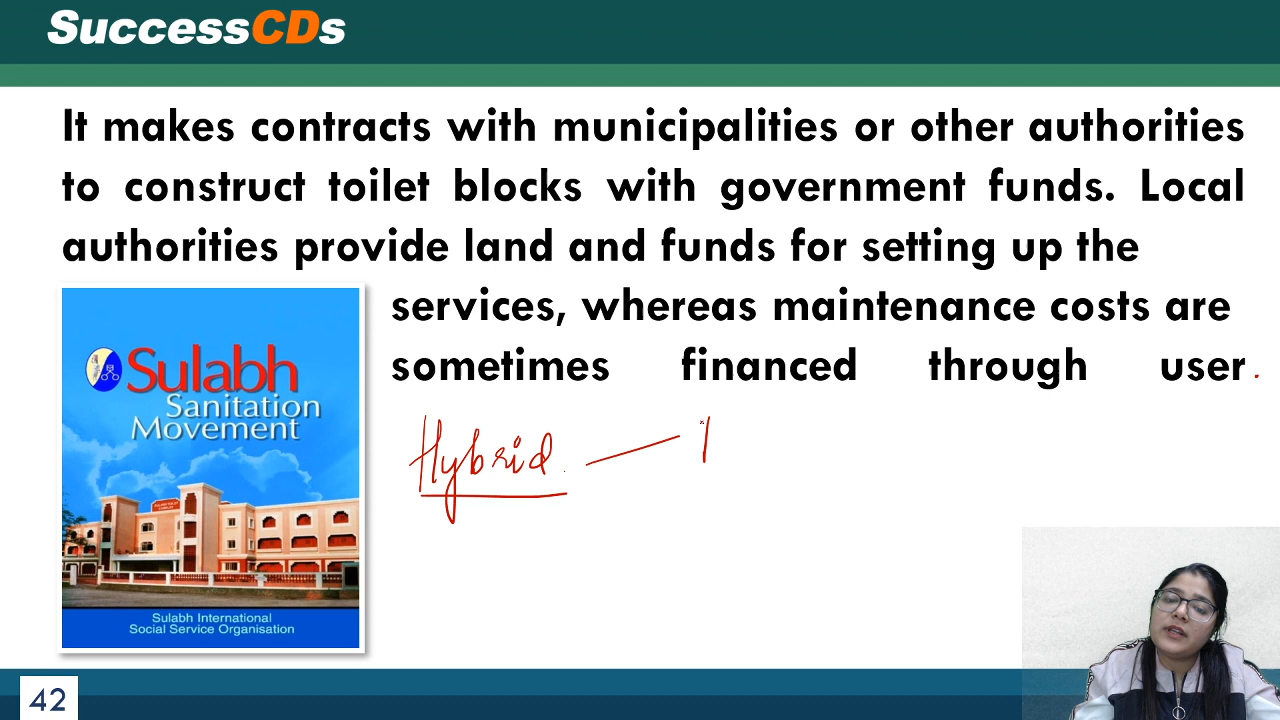 SuccessCDs
It makes contracts with municipalities or other authorities
to construct toilet blocks with government funds. Local
authorities provide land and funds for setting up the
services, whereas maintenance costs are
sometimes financed through user.
Sulabh
Sanitation
Movement
Hybrid
Sulabh International
Social Service Organisation
42